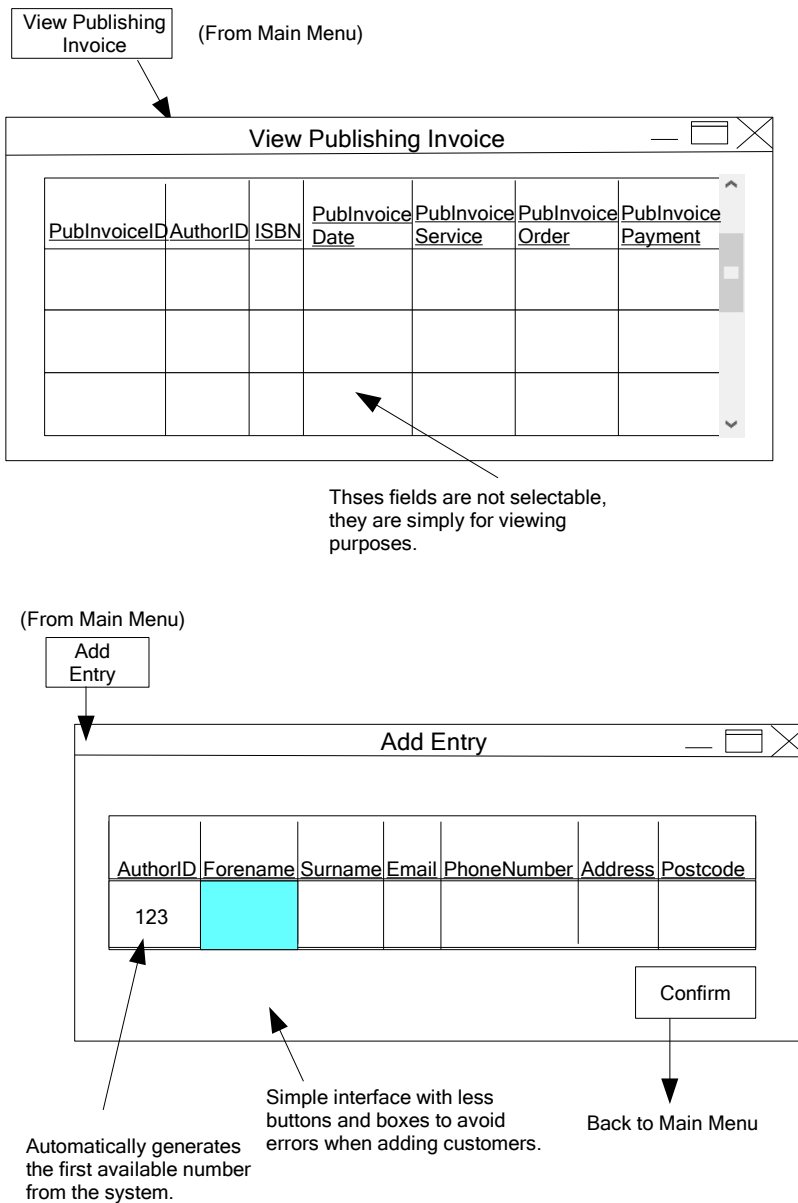 View Publishing
Invoice
(From Main Menu)
View Publishing Invoice
PubInvoiceID AuthorID ISBN PubInvoice PubInvoice PubInvoice PubInvoice
Date Service Order Payment
Thses fields are not selectable,
they are simply for viewing
purposes.
(From Main Menu)
Add
Entry
Add Entry
AuthorID Forename Surname Email PhoneNumber Address Postcode
123
Confirm
Simple interface with less
buttons and boxes to avoid
errors when adding customers.
Back to Main Menu
Automatically generates
the first available number
from the system.